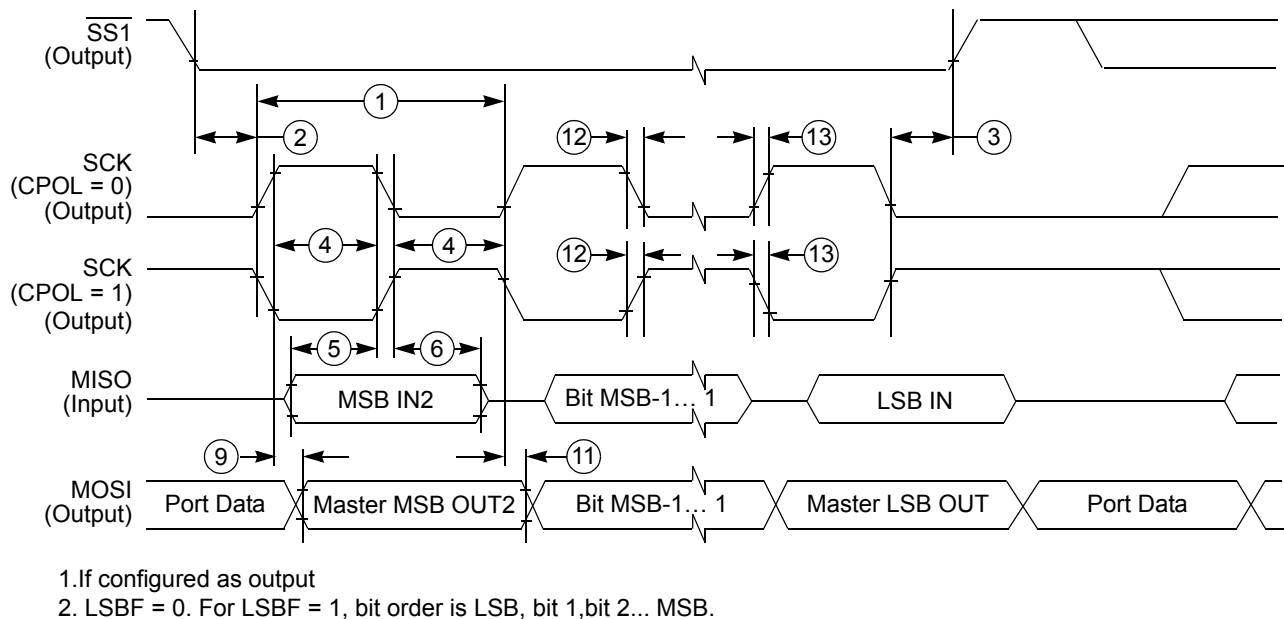 SS1
(Output)
1
2
12
13
3
SCK
(CPOL = 0)
(Output)
4
4
12
13
SCK
(CPOL = 1)
(Output)
5
6
MISO
(Input)
MSB IN2
Bit MSB-1… 1
LSB IN
9
11
MOSI
(Output)
Port Data
Master MSB OUT2
Bit MSB-1… 1
Master LSB OUT
Port Data
1.If configured as output
2. LSBF = 0. For LSBF = 1, bit order is LSB, bit 1,bit 2... MSB.